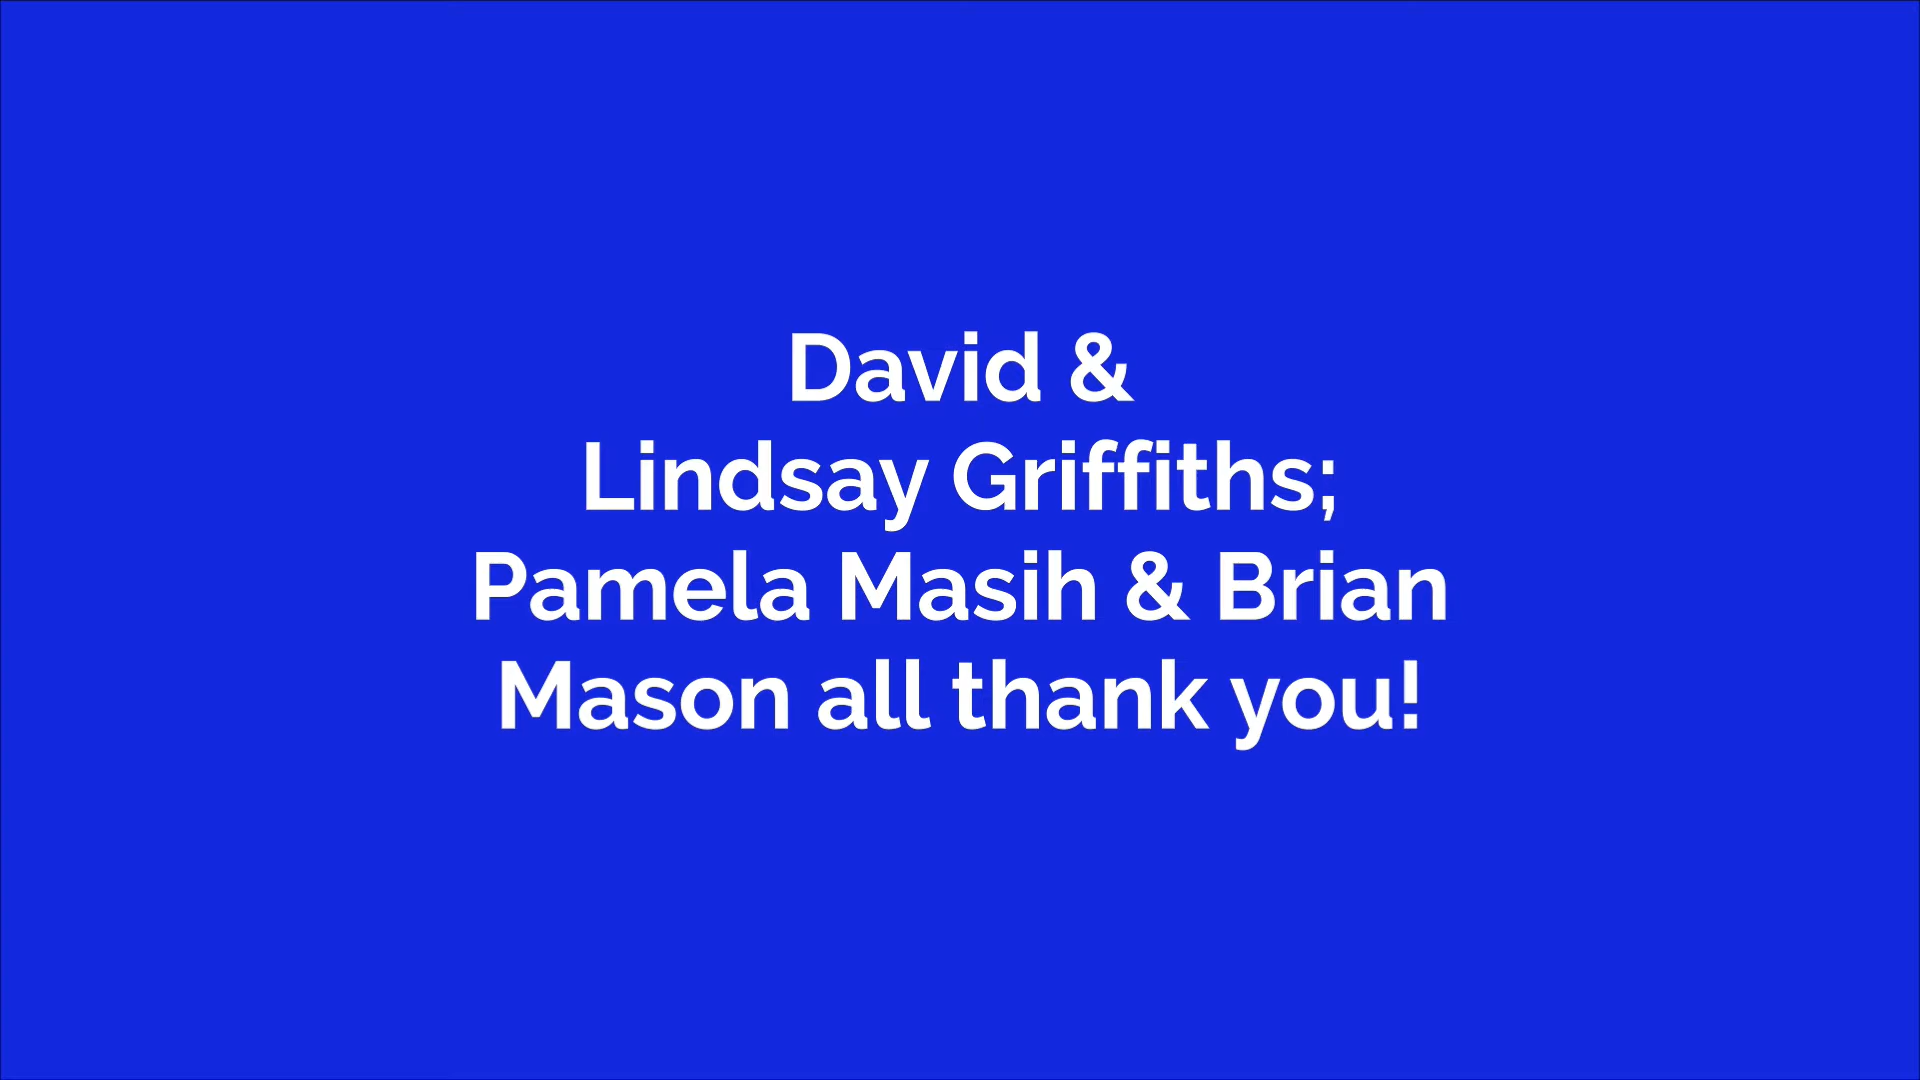 David &
Lindsay Griffiths;
Pamela Masih & Brian
Mason all thank you!